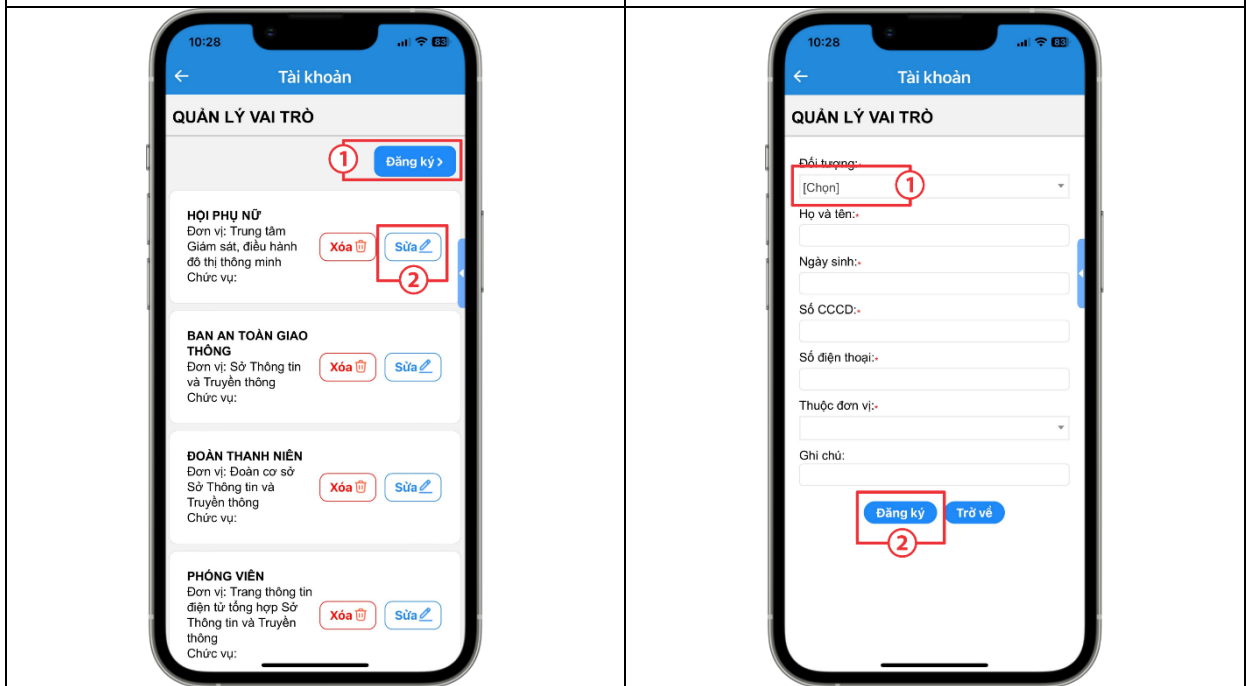 10:28
83
Tài khoản
QUẢN LÝ VAI TRÒ
1
Đăng ký >
HỘI PHỤ NỮ
Đơn vị: Trung tâm
Giám sát, điều hành
đô thị thông minh
Chức vụ:
Xóa
Sửa
2
BAN AN TOÀN GIAO
THÔNG
Đơn vị: Sở Thông tin
và Truyền thông
Chức vụ:
Xóa
Sửa
ĐOÀN THANH NIÊN
Đơn vị: Đoàn cơ sở
Sở Thông tin và
Truyền thông
Chức vụ:
Xóa
Sửa
PHÓNG VIÊN
Đơn vị: Trang thông tin
điện tử tổng hợp Sở
Thông tin và Truyền
thông
Chức vụ:
Xóa
Sửa
10:28
83
Tài khoản
QUẢN LÝ VAI TRÒ
Đối tượng:*
[Chọn]
1
Họ và tên:*
Ngày sinh:*
Số CCCD:*
Số điện thoại:*
Thuộc đơn vị:*
Ghi chú:
Đăng ký
Trở về
2